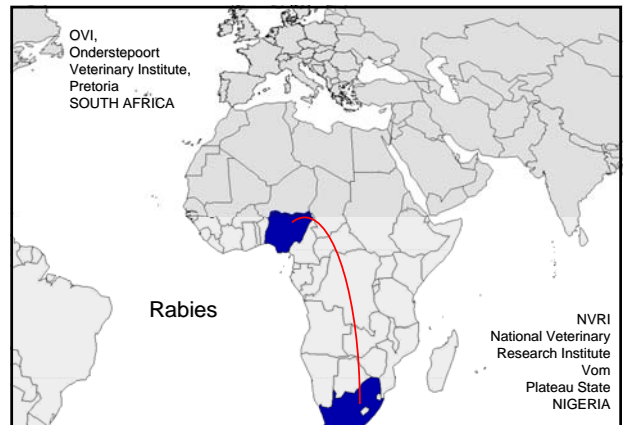 OVI,
Onderstepoort
Veterinary Institute,
Pretoria
SOUTH AFRICA
Rabies
NVRI
National Veterinary
Research Institute
Vom
Plateau State
NIGERIA